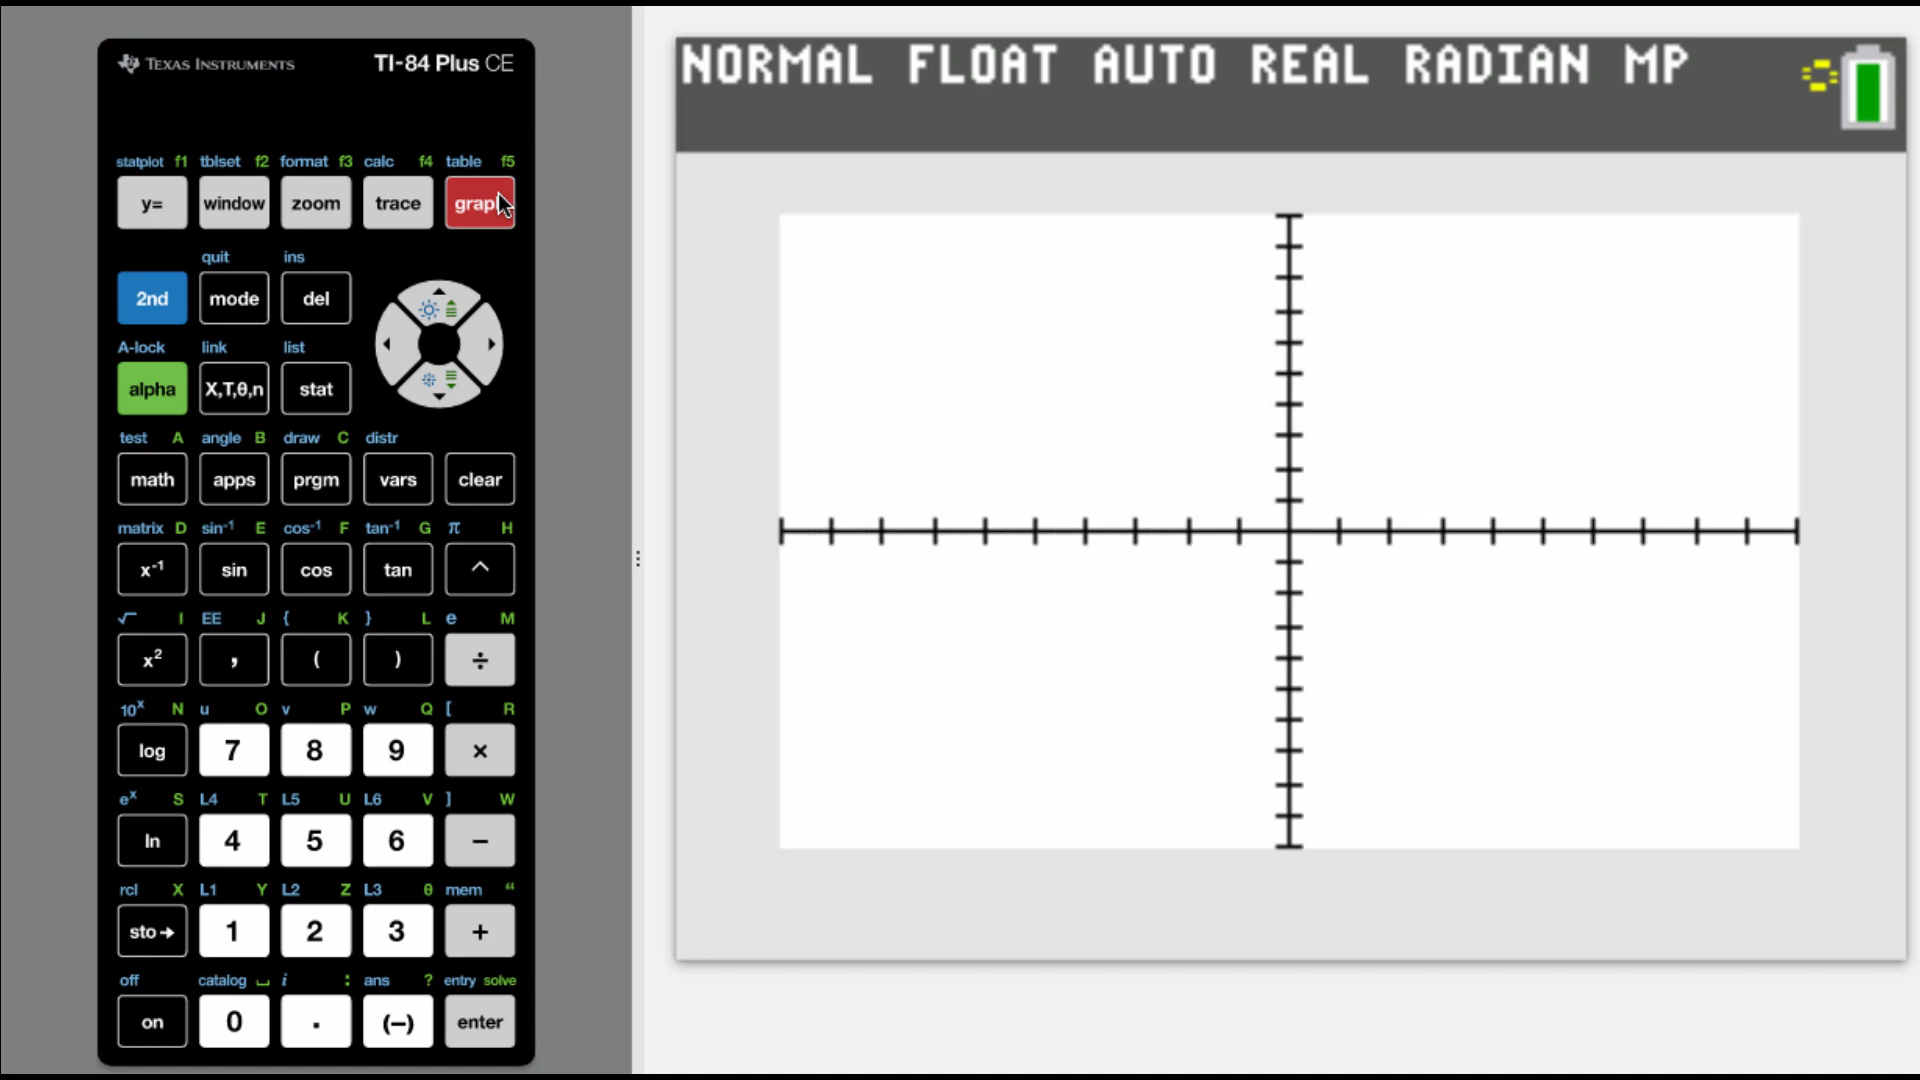 TEXAS INSTRUMENTS TI-84 Plus CE
NORMAL FLOAT AUTO REAL RADIAN MP
statplot f1 tblset f2 format f3 calc f4 table f5
y= window zoom trace
quit ins
2nd mode del
A-lock link list
alpha X,T,θ,n stat
test A angle B draw C distr
math apps prgm vars clear
matrix D sin⁻¹ E cos⁻¹ F tan⁻¹ G π H
x⁻¹ sin cos tan ^
√ I EE J { K } L e M
x² , ( ) ÷
10ˣ N u O v P w Q [ R
log 7 8 9 ×
eˣ S L4 T L5 U L6 V ] W
ln 4 5 6 −
rcl X L1 Y L2 Z L3 θ mem “
sto→ 1 2 3 +
off catalog ⎵ i : ans ? entry solve
on 0 . (−) enter